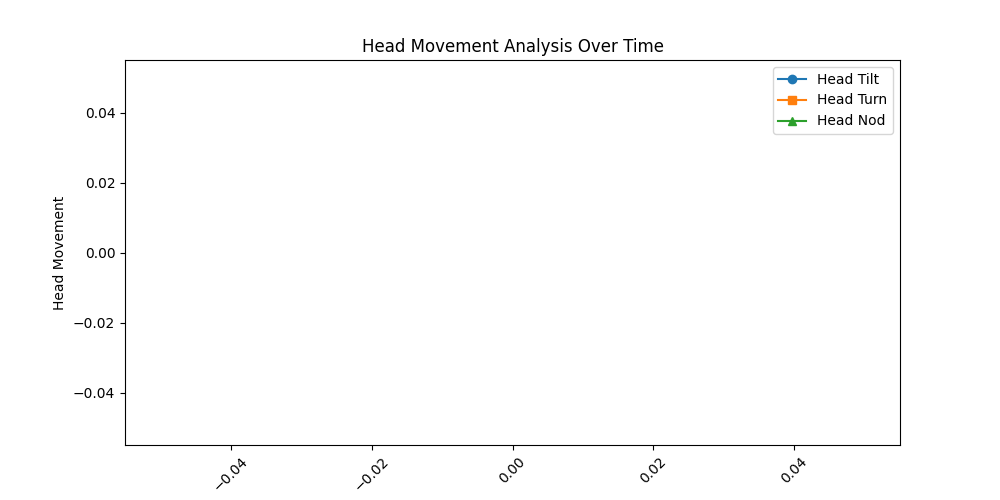 Head Movement Analysis Over Time
Head Tilt
Head Turn
Head Nod
0.04
0.02
0.00
−0.02
−0.04
Head Movement
−0.04
−0.02
0.00
0.02
0.04